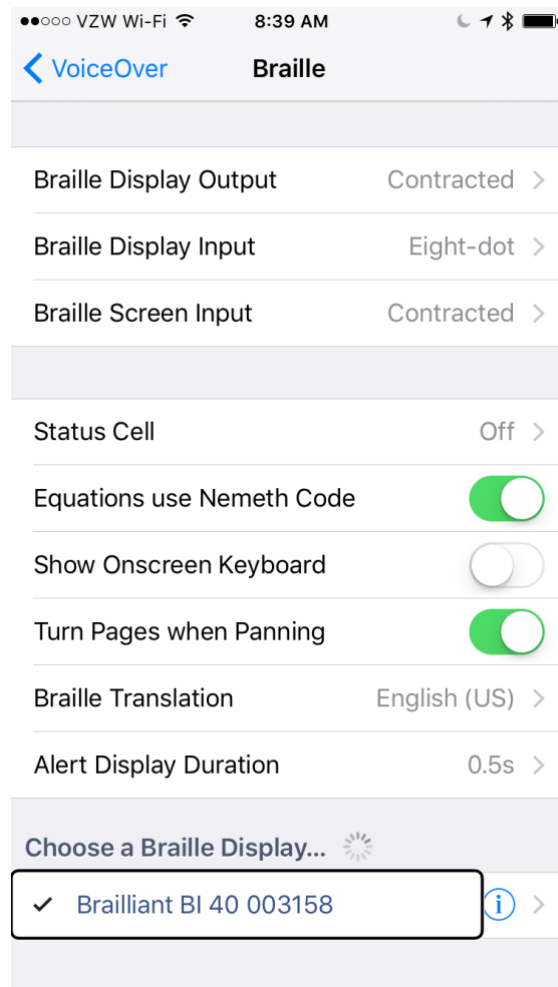 VZW Wi-Fi 8:39 AM
VoiceOver Braille
Braille Display Output Contracted
Braille Display Input Eight-dot
Braille Screen Input Contracted
Status Cell Off
Equations use Nemeth Code
Show Onscreen Keyboard
Turn Pages when Panning
Braille Translation English (US)
Alert Display Duration 0.5s
Choose a Braille Display...
✓ Brailliant BI 40 003158 i